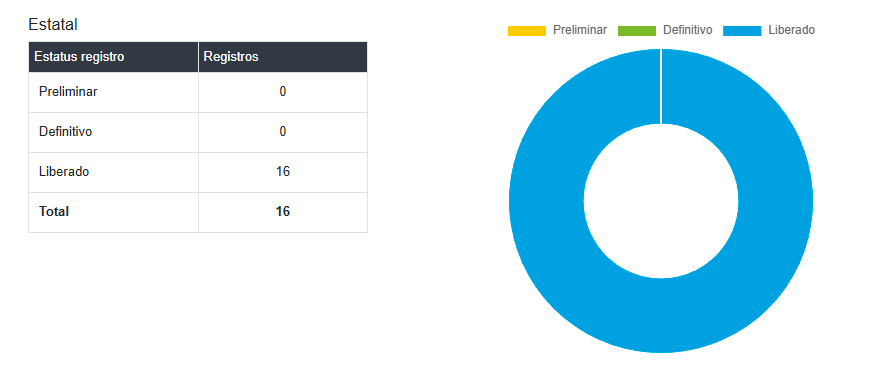 Estatal
Estatus registro Registros
Preliminar 0
Definitivo 0
Liberado 16
Total 16
Preliminar Definitivo Liberado